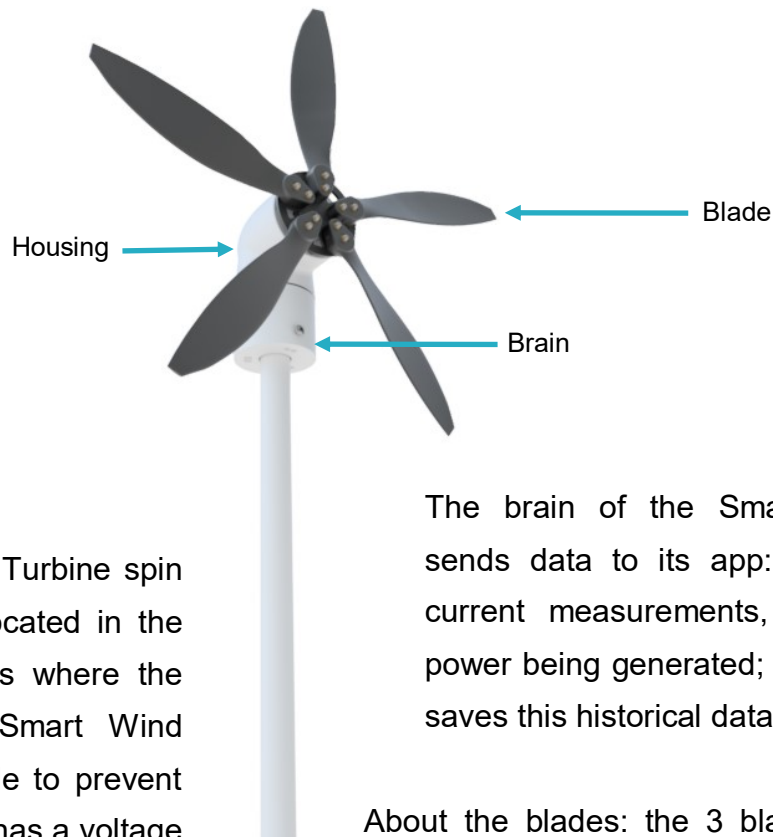 Blade
Housing
Brain
Turbine spin
in the
s where the
Smart Wind
e to prevent
has a voltage
The brain of the
sends data to its app:
current measurements,
power being generated;
saves this historical data
About the blades: the 3